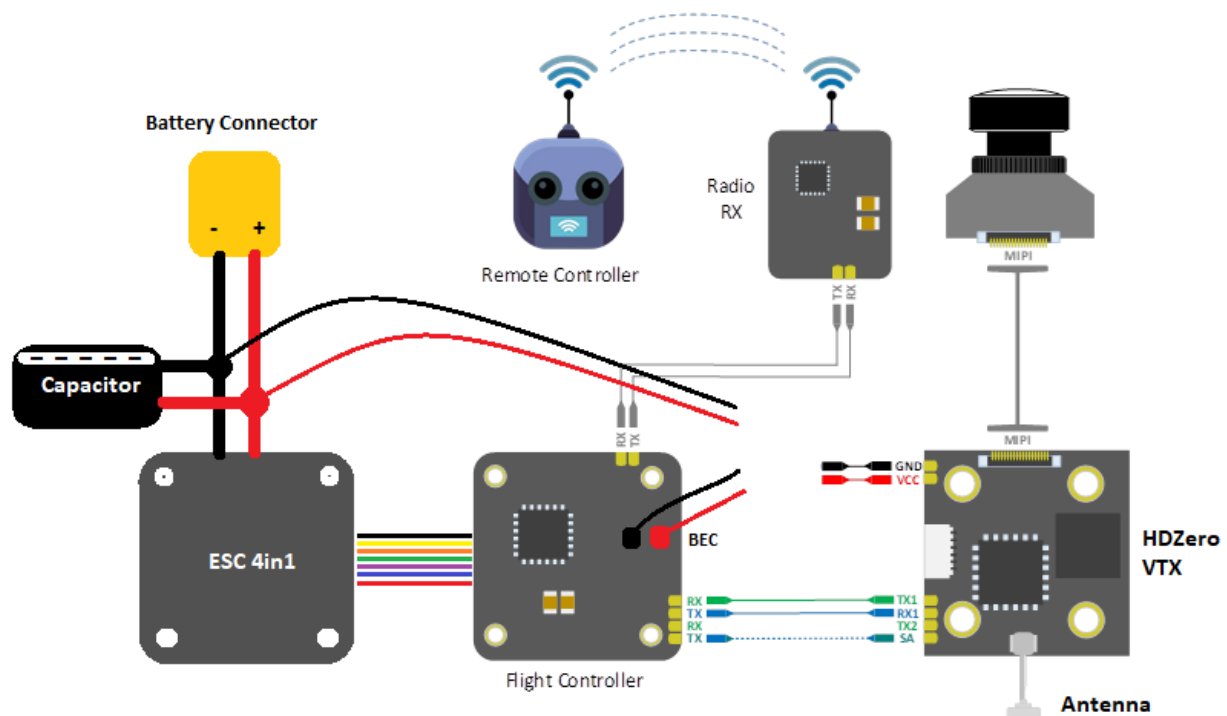 Battery Connector
- +
Capacitor
ESC 4in1
Remote Controller
Radio
RX
TX
RX
MIPI
MIPI
RX
TX
BEC
Flight Controller
RX
TX
RX
TX
GND
VCC
TX1
RX1
TX2
SA
HDZero
VTX
Antenna